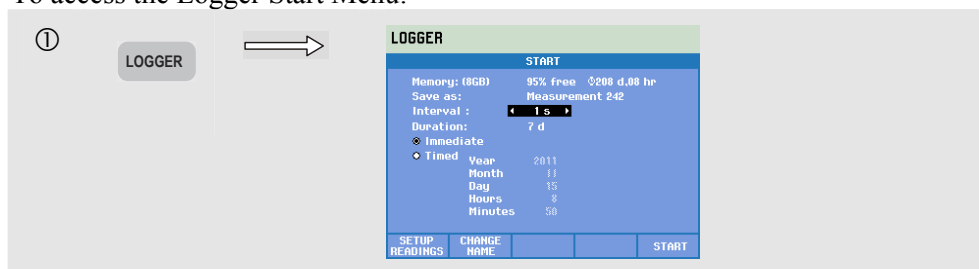 To access the Logger Start Menu:
①
LOGGER
LOGGER
START
Memory: (8GB) 95% free 208 d,08 hr
Save as: Measurement 242
Interval : 1 s
Duration: 7 d
Immediate
Timed
Year 2011
Month 11
Day 15
Hours 8
Minutes 50
SETUP READINGS CHANGE NAME START